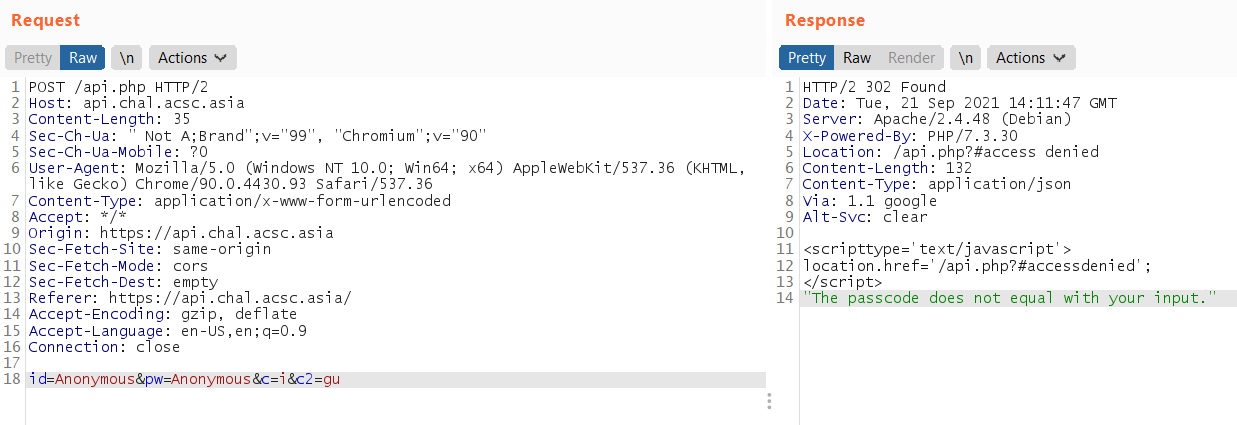 Request
Pretty Raw \n Actions
1 POST /api.php HTTP/2
2 Host: api.chal.acsc.asia
3 Content-Length: 35
4 Sec-Ch-Ua: " Not A;Brand";v="99", "Chromium";v="90"
5 Sec-Ch-Ua-Mobile: ?0
6 User-Agent: Mozilla/5.0 (Windows NT 10.0; Win64; x64) AppleWebKit/537.36 (KHTML,
like Gecko) Chrome/90.0.4430.93 Safari/537.36
7 Content-Type: application/x-www-form-urlencoded
8 Accept: */*
9 Origin: https://api.chal.acsc.asia
10 Sec-Fetch-Site: same-origin
11 Sec-Fetch-Mode: cors
12 Sec-Fetch-Dest: empty
13 Referer: https://api.chal.acsc.asia/
14 Accept-Encoding: gzip, deflate
15 Accept-Language: en-US,en;q=0.9
16 Connection: close
17
18 id=Anonymous&pw=Anonymous&c=i&c2=gu
Response
Pretty Raw Render \n Actions
1 HTTP/2 302 Found
2 Date: Tue, 21 Sep 2021 14:11:47 GMT
3 Server: Apache/2.4.48 (Debian)
4 X-Powered-By: PHP/7.3.30
5 Location: /api.php?#access denied
6 Content-Length: 132
7 Content-Type: application/json
8 Via: 1.1 google
9 Alt-Svc: clear
10
11 <scripttype='text/javascript'>
12 location.href='/api.php?#accessdenied';
13 </script>
14 "The passcode does not equal with your input."